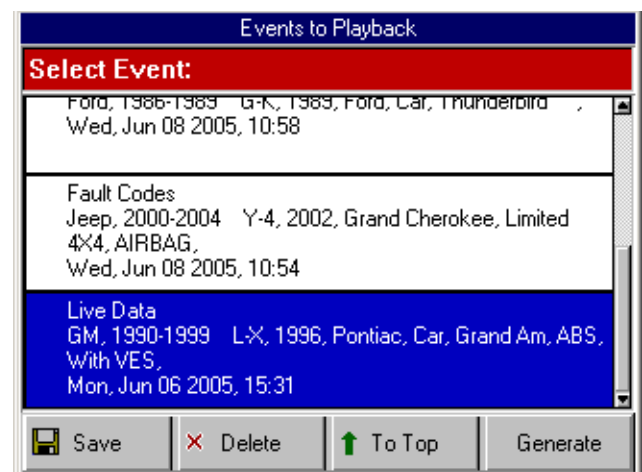 Events to Playback
Select Event:
Ford, 1986-1989 G-K, 1989, Ford, Car, Thunderbird ,
Wed, Jun 08 2005, 10:58
Fault Codes
Jeep, 2000-2004 Y-4, 2002, Grand Cherokee, Limited
4X4, AIRBAG,
Wed, Jun 08 2005, 10:54
Live Data
GM, 1990-1999 L-X, 1996, Pontiac, Car, Grand Am, ABS,
With VES,
Mon, Jun 06 2005, 15:31
Save Delete To Top Generate